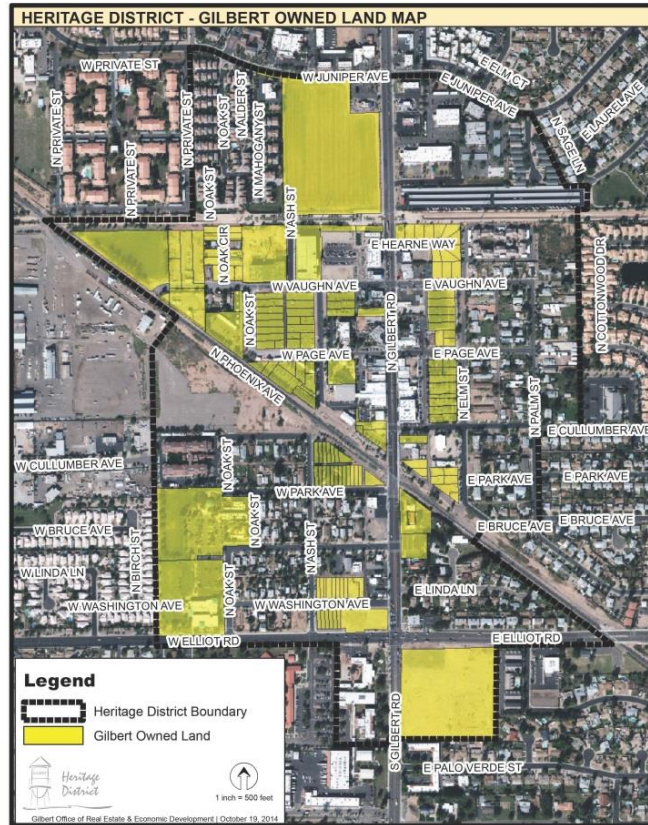 HERITAGE DISTRICT - GILBERT OWNED LAND MAP
W PRIVATE ST
W JUNIPER AVE
E ELM CT
E JUNIPER AVE
N PRIVATE ST
N PRIVATE ST
N PRIVATE ST
N OAK ST
N ALDER ST
N MAHOGANY ST
N SAGE LN
E LAUREL AVE
N OAK ST
N ASH ST
N OAK CIR
E HEARNE WAY
N COTTONWOOD DR
W VAUGHN AVE
E VAUGHN AVE
N OAK ST
N GILBERT RD
W PAGE AVE
E PAGE AVE
N PHOENIX AVE
N ELM ST
N PALM ST
E CULLUMBER AVE
W CULLUMBER AVE
N OAK ST
E PARK AVE
E PARK AVE
W PARK AVE
W BRUCE AVE
N BIRCH ST
N OAK ST
N ASH ST
E BRUCE AVE
E BRUCE AVE
W LINDA LN
E LINDA LN
W WASHINGTON AVE
N OAK ST
W WASHINGTON AVE
W ELLIOT RD
E ELLIOT RD
S GILBERT RD
E PALO VERDE ST
Legend
Heritage District Boundary
Gilbert Owned Land
Heritage
District
1 inch = 500 feet
Gilbert Office of Real Estate & Economic Development | October 19, 2014